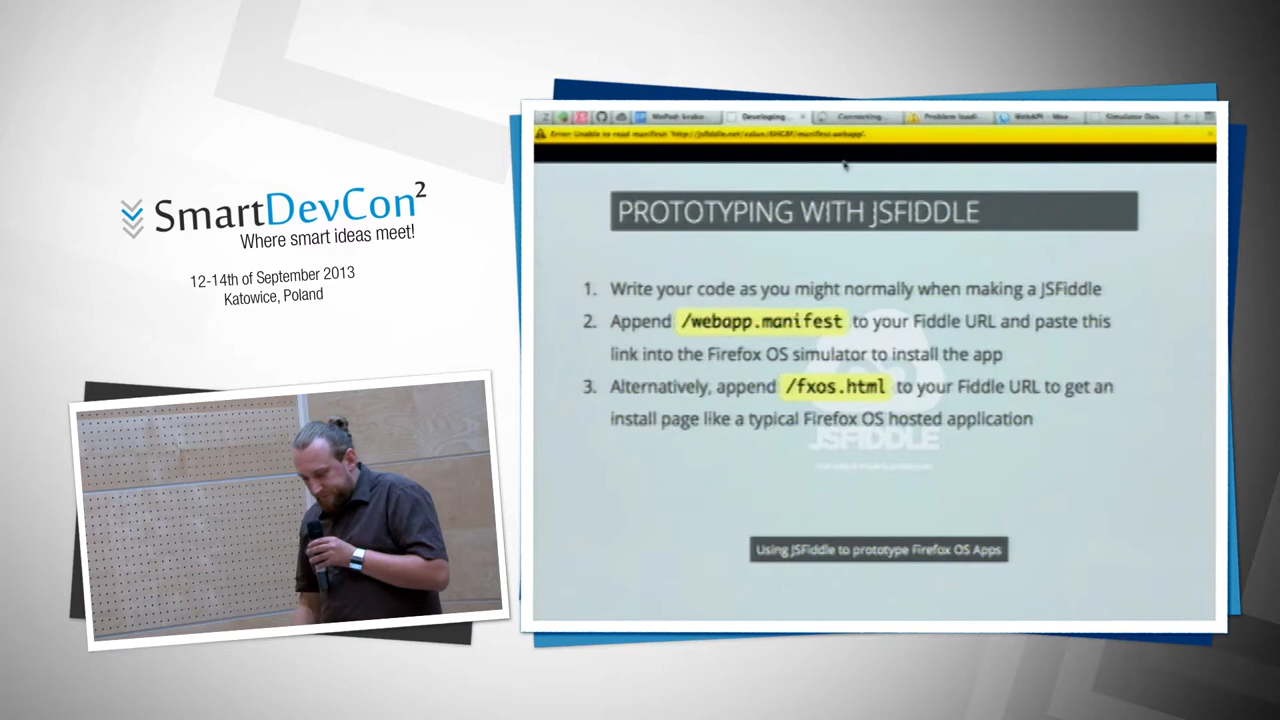 SmartDevCon²
Where smart ideas meet!
12-14th of September 2013
Katowice, Poland
Developing
Connecting
Problem loadi
Error: Unable to read manifest
PROTOTYPING WITH JSFIDDLE
1. Write your code as you might normally when making a JSFiddle
2. Append /webapp.manifest to your Fiddle URL and paste this
link into the Firefox OS simulator to install the app
3. Alternatively, append /fxos.html to your Fiddle URL to get an
install page like a typical Firefox OS hosted application
JSFIDDLE
Using JSFiddle to prototype Firefox OS Apps